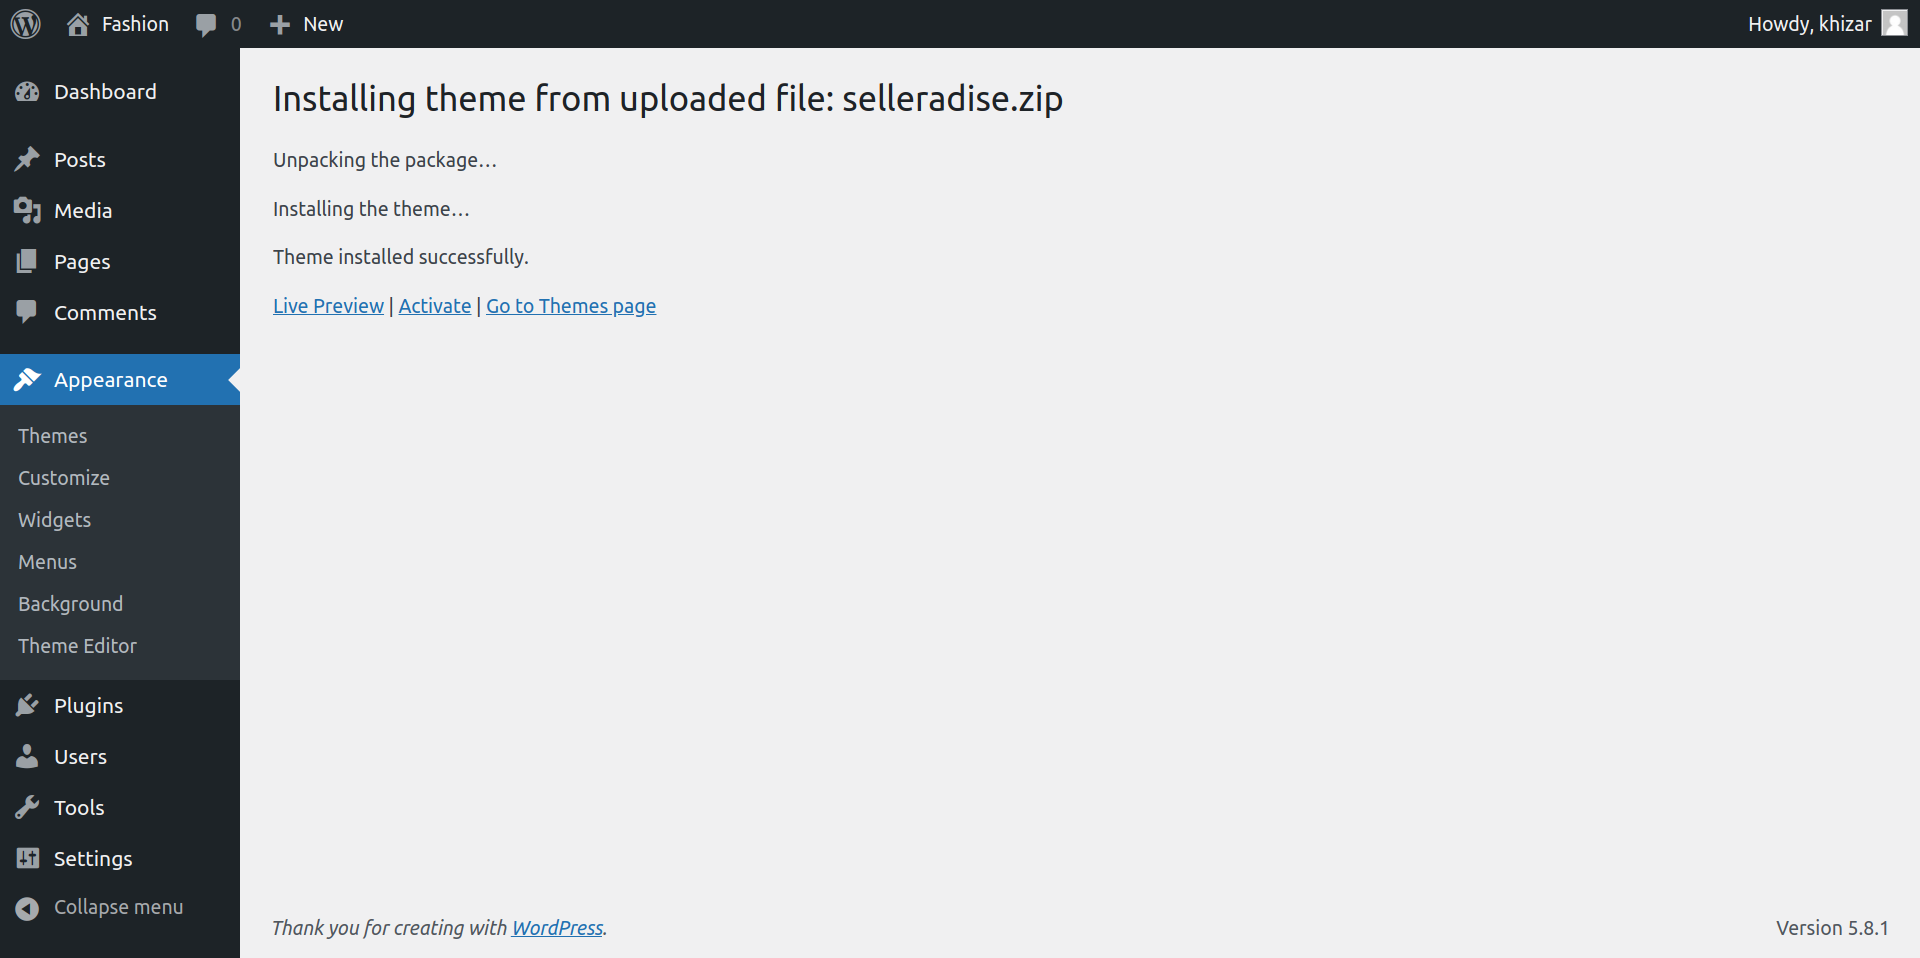 Fashion 0 New Howdy, khizar
Dashboard
Posts
Media
Pages
Comments
Appearance
Themes
Customize
Widgets
Menus
Background
Theme Editor
Plugins
Users
Tools
Settings
Collapse menu
Installing theme from uploaded file: selleradise.zip
Unpacking the package…
Installing the theme…
Theme installed successfully.
Live Preview | Activate | Go to Themes page
Thank you for creating with WordPress. Version 5.8.1